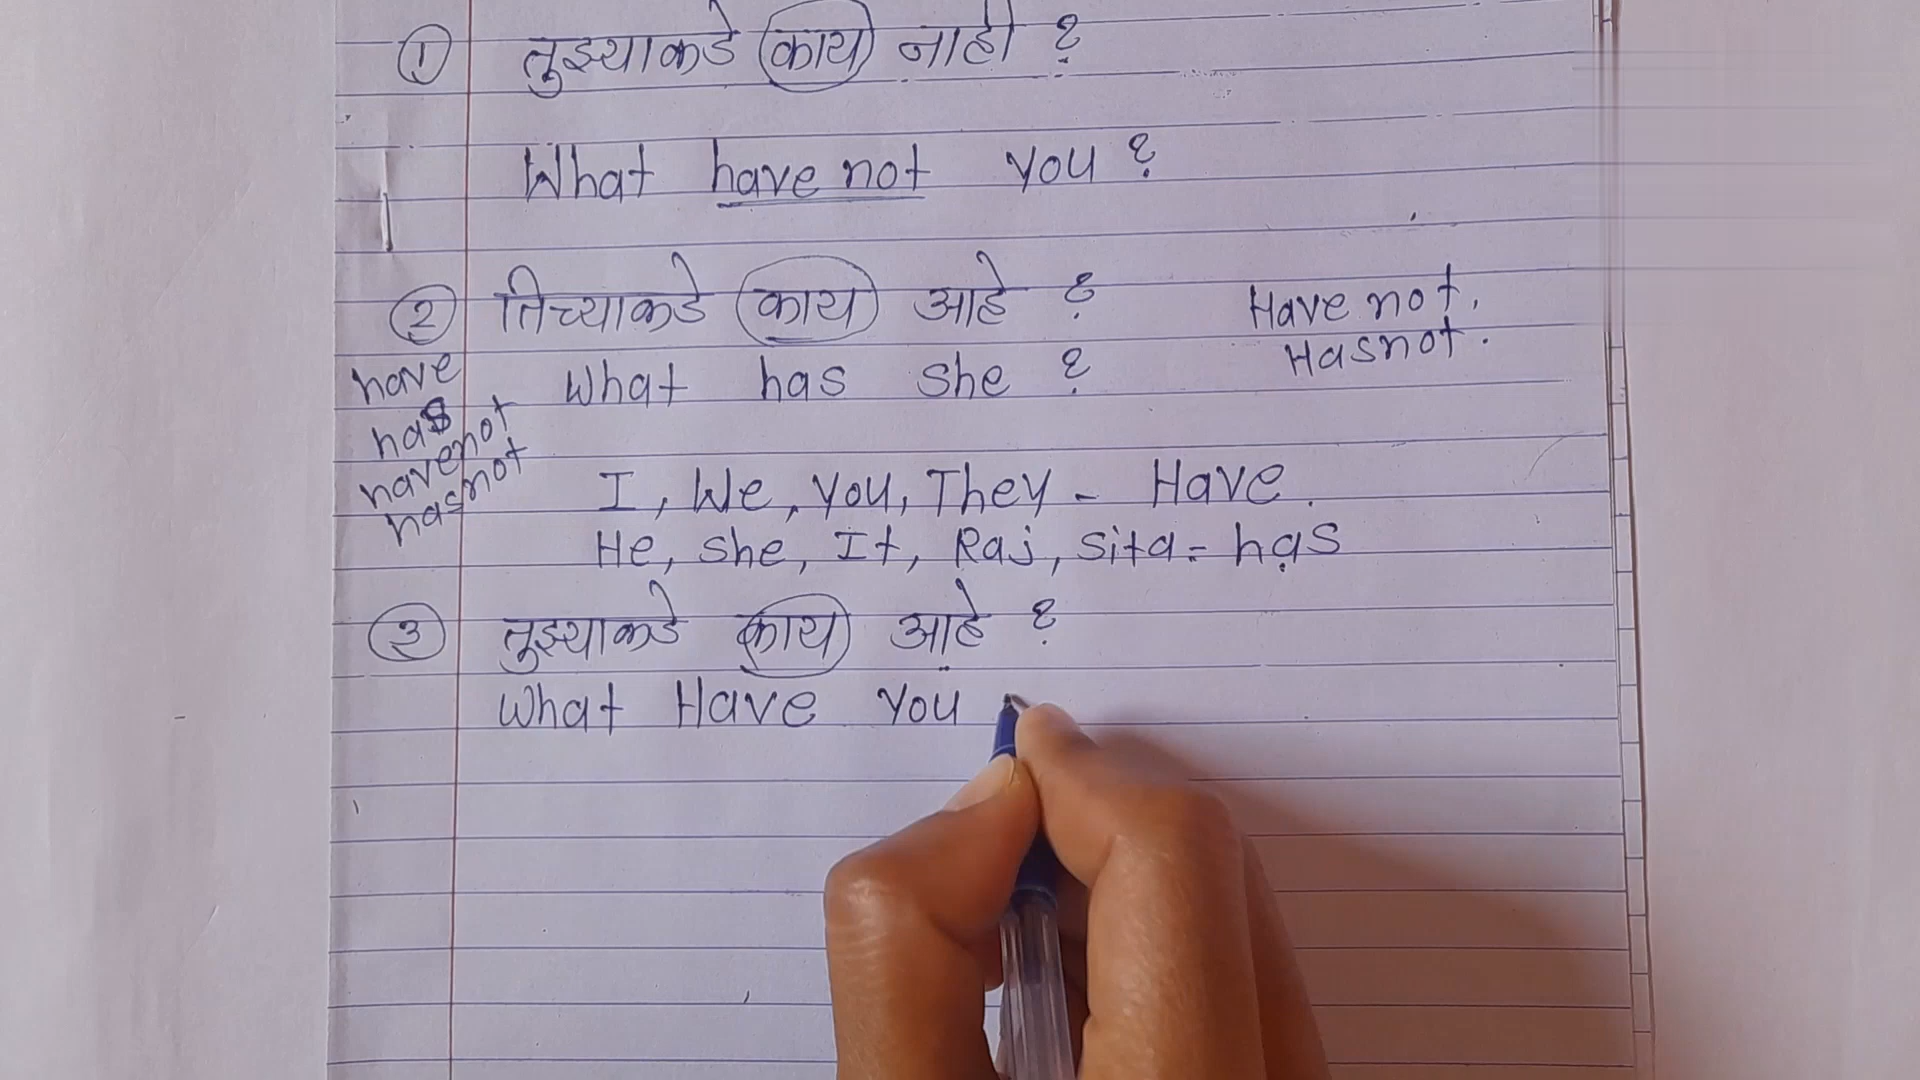 ① तुझ्याकडे काय नाही ?
What have not you ?
② तिच्याकडे काय आहे ?
Have not,
Has not.
have
has
have not
has not
What has she ?
I, We, You, They - Have.
He, she, It, Raj, Sita = has
③ तुझ्याकडे काय आहे ?
What Have You